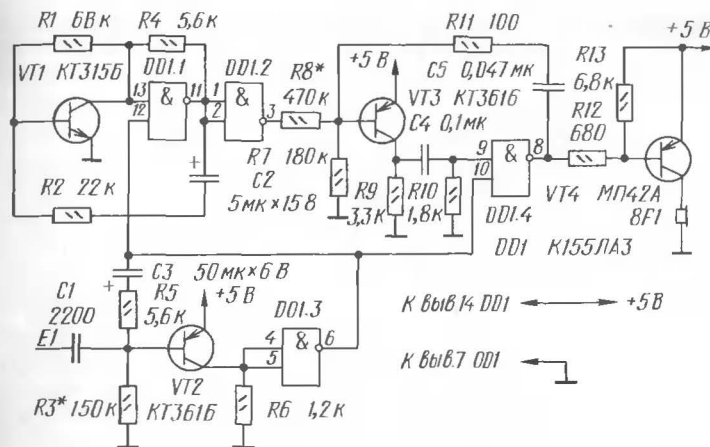 R1 68к
R4 5,6к
VT1 КТ315Б
DD1.1
DD1.2
13
12
&
11
1
2
&
3
R8*
470к
R2 22к
R7 180к
C2
5мк×15В
+5В
VT3 КТ361б
C4 0,1мк
R9
3,3к
R10
1,8к
R11 100
C5 0,047мк
9
10
&
8
DD1.4
+5В
R13
6,8к
R12
680
VT4 МП42А
BF1
DD1 К155ЛА3
C3
50мк×6В
+5В
R5
5,6к
C1
2200
E1
R3* 150к
VT2
КТ361Б
DD1.3
4
5
&
6
R6 1,2к
К выв.14 DD1
+5В
К выв.7 DD1
+
+